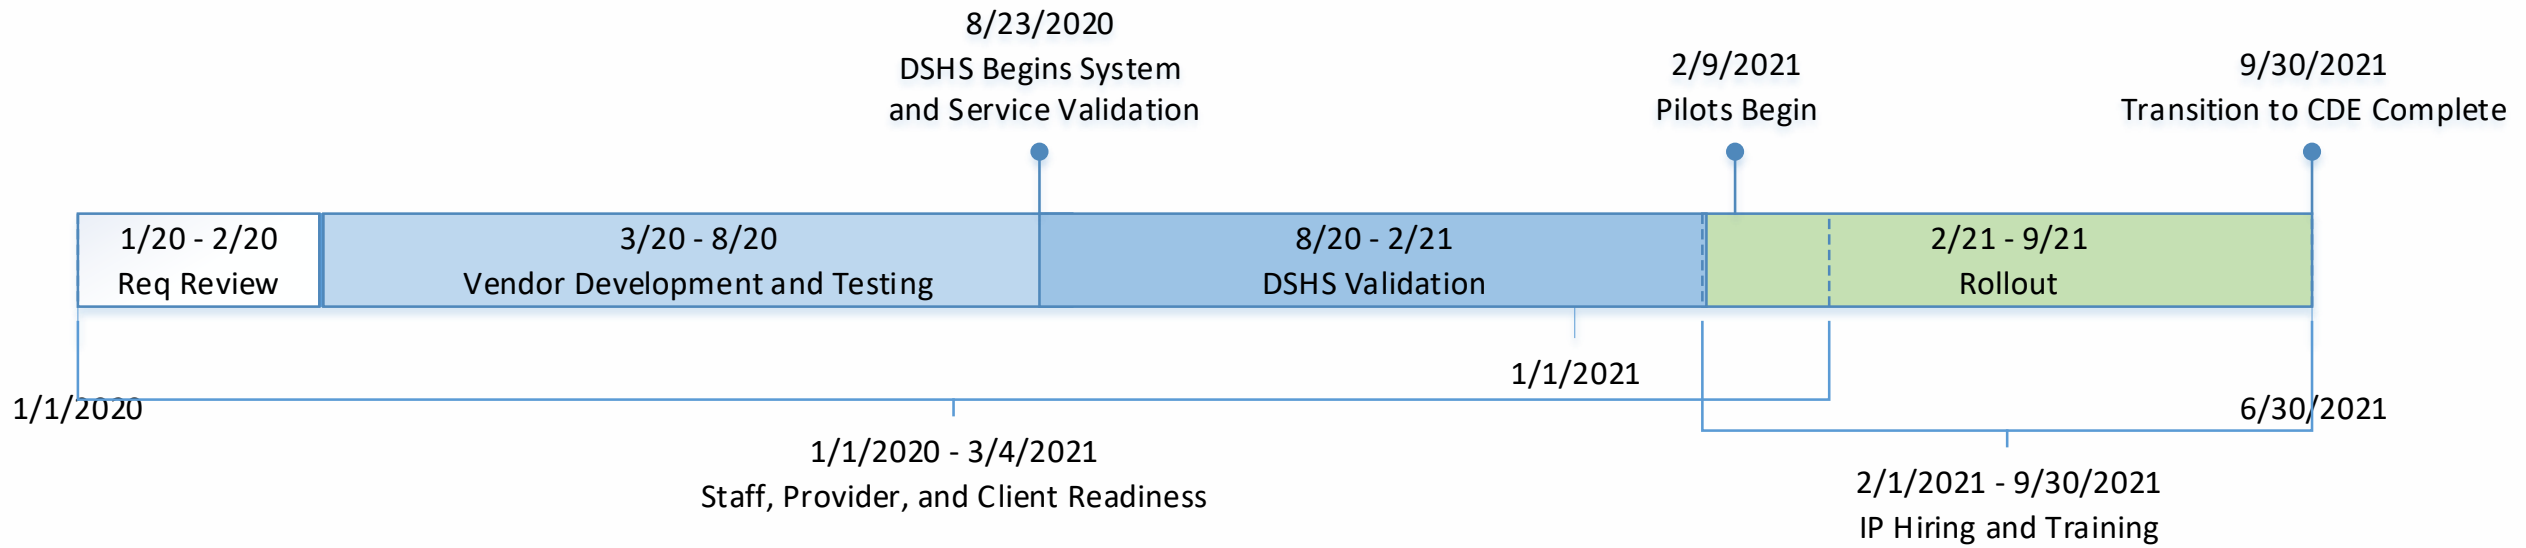 8/23/2020
DSHS Begins System
and Service Validation
2/9/2021
Pilots Begin
9/30/2021
Transition to CDE Complete
1/20 - 2/20
Req Review
3/20 - 8/20
Vendor Development and Testing
8/20 - 2/21
DSHS Validation
2/21 - 9/21
Rollout
1/1/2021
1/1/2020
6/30/2021
1/1/2020 - 3/4/2021
Staff, Provider, and Client Readiness
2/1/2021 - 9/30/2021
IP Hiring and Training